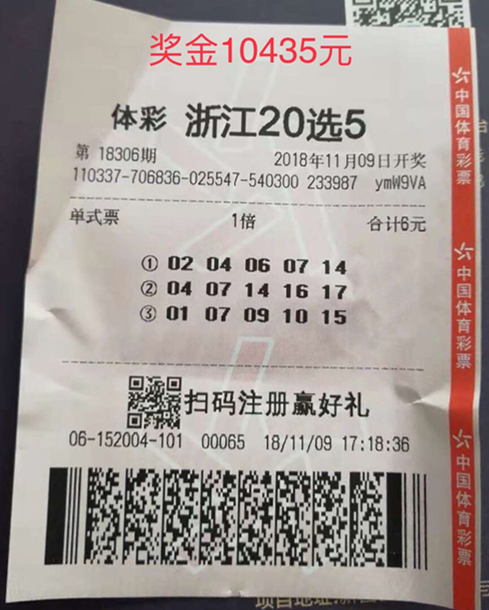 奖金10435元
体彩 浙江20选5
第 18306期 2018年11月09日开奖
110337-706836-025547-540300 233987 ymW9VA
单式票 1倍 合计6元
① 02 04 06 07 14
② 04 07 14 16 17
③ 01 07 09 10 15
扫码注册赢好礼
06-152004-101 00065 18/11/09 17:18:36
中国体育彩票
中国体育彩票
中国体育彩票